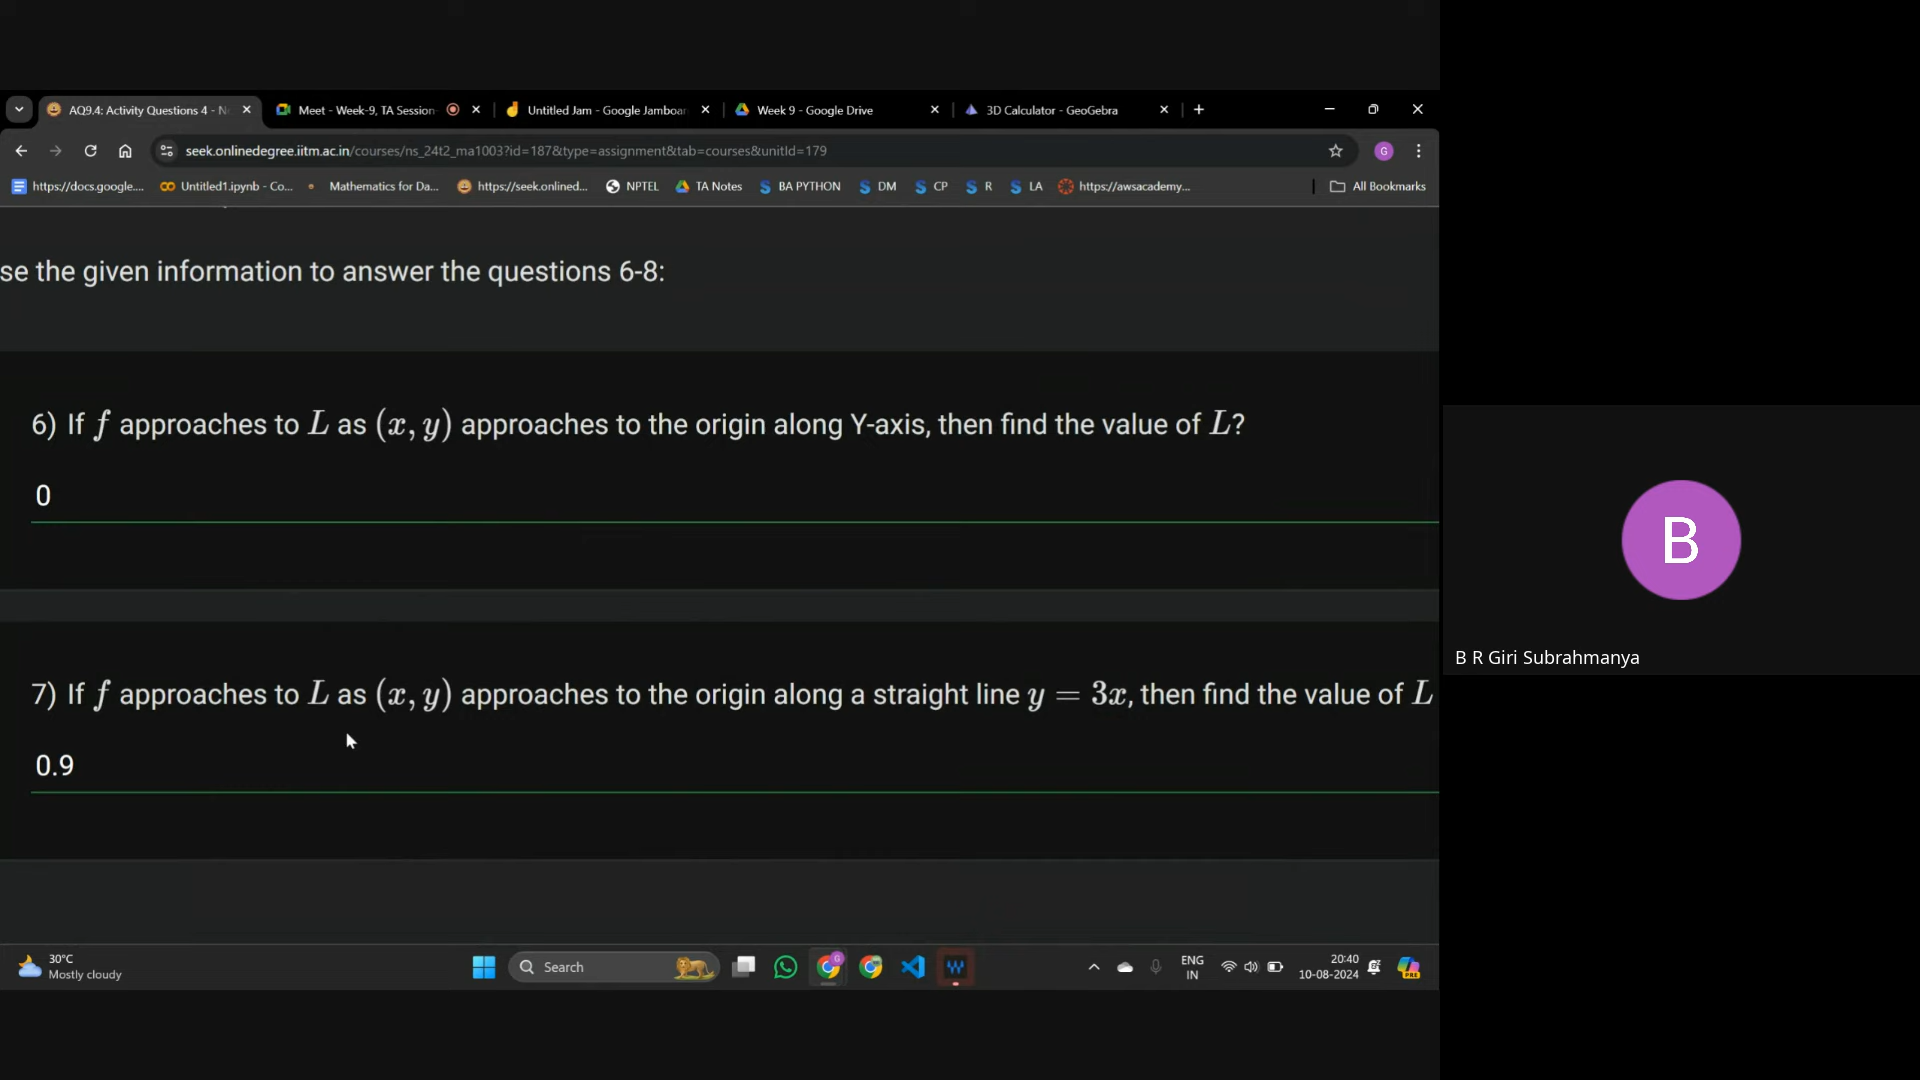 AQ9.4: Activity Questions 4 - No
Meet - Week-9, TA Session
Untitled Jam - Google Jamboar
Week 9 - Google Drive
3D Calculator - GeoGebra
seek.onlinedegree.iitm.ac.in/courses/ns_24t2_ma1003?id=187&type=assignment&tab=courses&unitId=179
G
https://docs.google....
Untitled1.ipynb - Co...
Mathematics for Da...
https://seek.onlined...
NPTEL
TA Notes
BA PYTHON
DM
CP
R
LA
https://awsacademy...
All Bookmarks
se the given information to answer the questions 6-8:
6) If f approaches to L as (x, y) approaches to the origin along Y-axis, then find the value of L?
0
7) If f approaches to L as (x, y) approaches to the origin along a straight line y = 3x, then find the value of L
0.9
B
B R Giri Subrahmanya
30°C
Mostly cloudy
Search
ENG
IN
20:40
10-08-2024
PRE